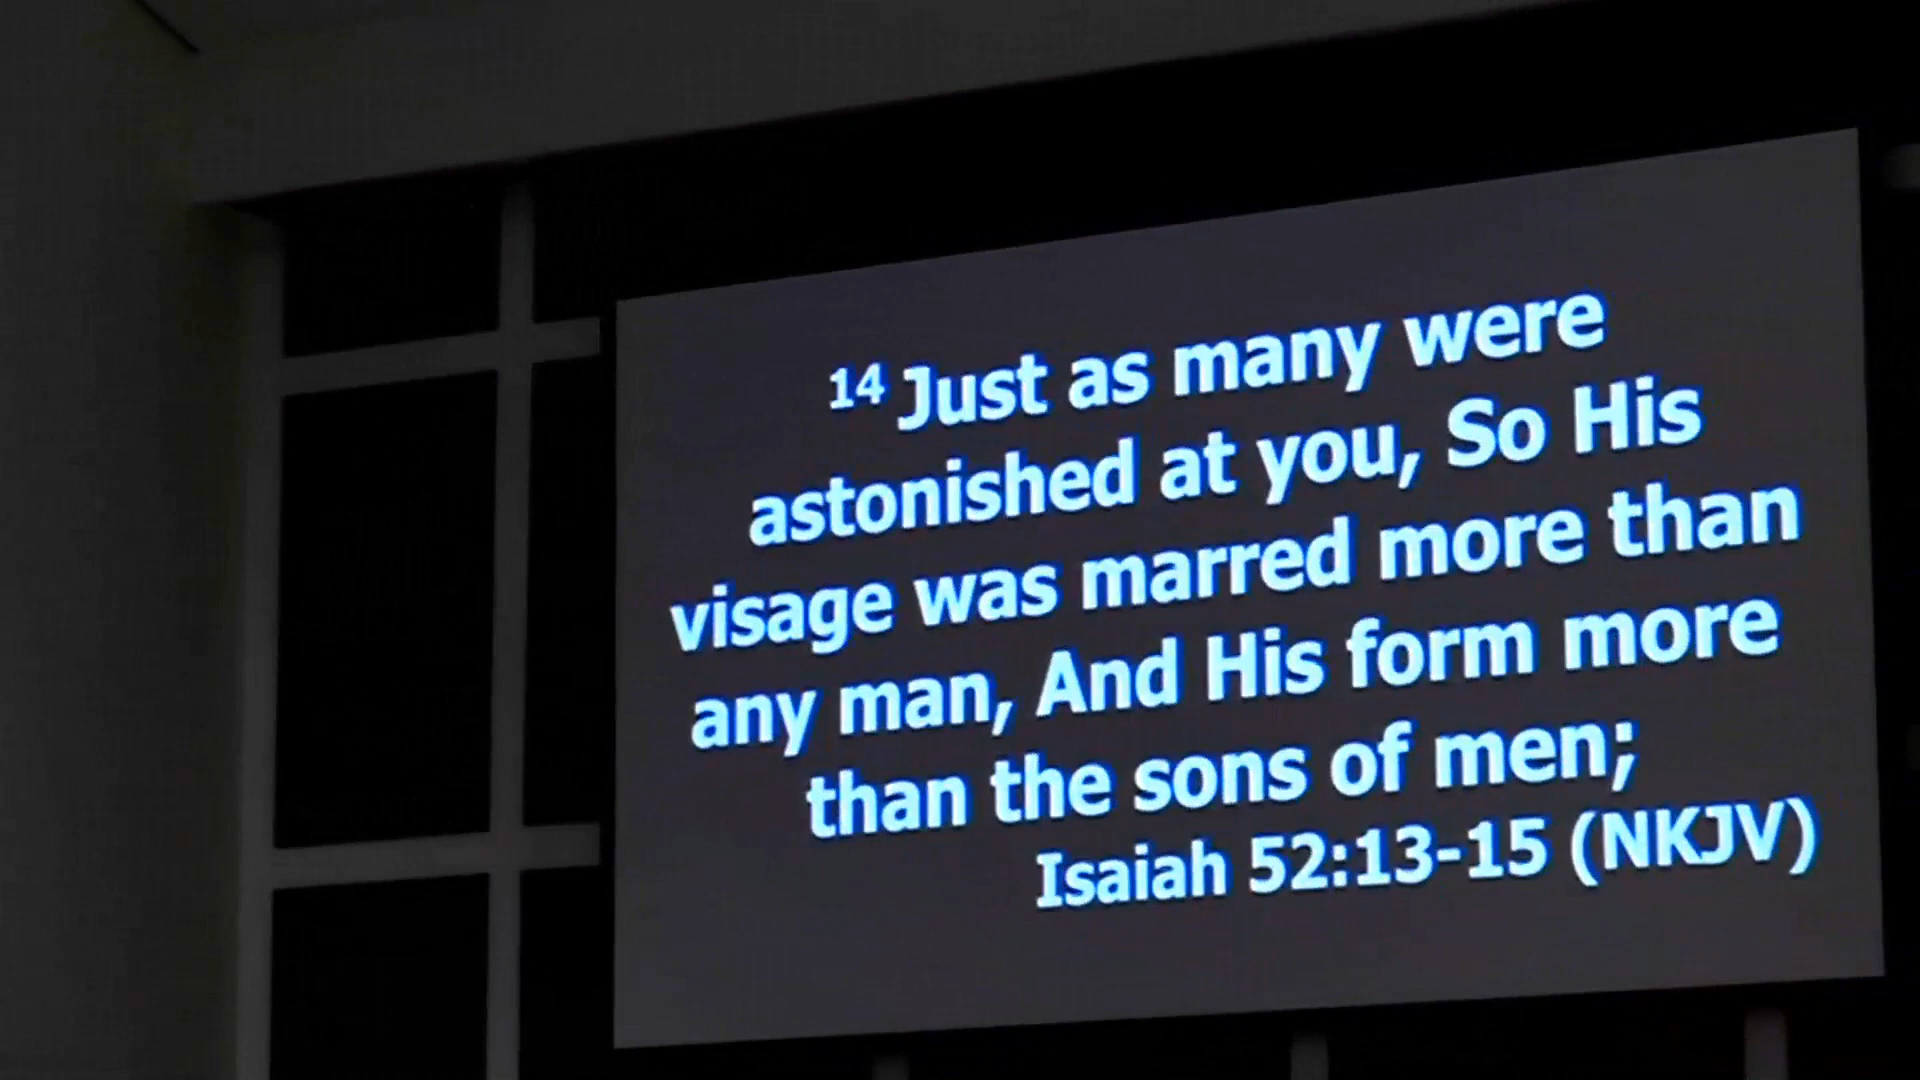 14 Just as many were
astonished at you, So His
visage was marred more than
any man, And His form more
than the sons of men;
Isaiah 52:13-15 (NKJV)